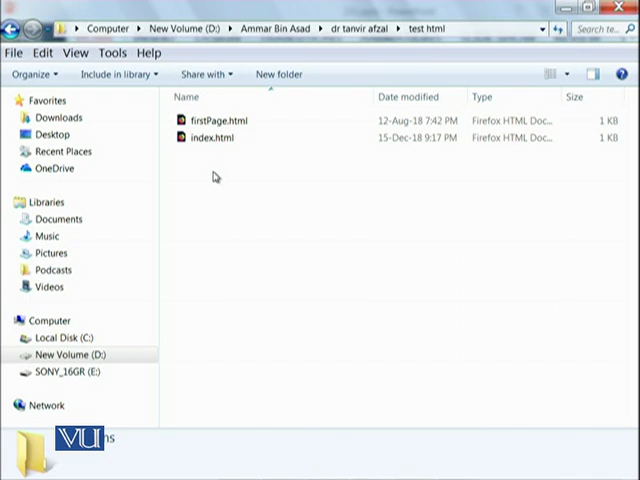 Computer ▸ New Volume (D:) ▸ Ammar Bin Asad ▸ dr tanvir afzal ▸ test html
Search te...
File Edit View Tools Help
Organize Include in library Share with New folder
Name Date modified Type Size
firstPage.html 12-Aug-18 7:42 PM Firefox HTML Doc... 1 KB
index.html 15-Dec-18 9:17 PM Firefox HTML Doc... 1 KB
Favorites
Downloads
Desktop
Recent Places
OneDrive
Libraries
Documents
Music
Pictures
Podcasts
Videos
Computer
Local Disk (C:)
New Volume (D:)
SONY_16GR (E:)
Network
VU